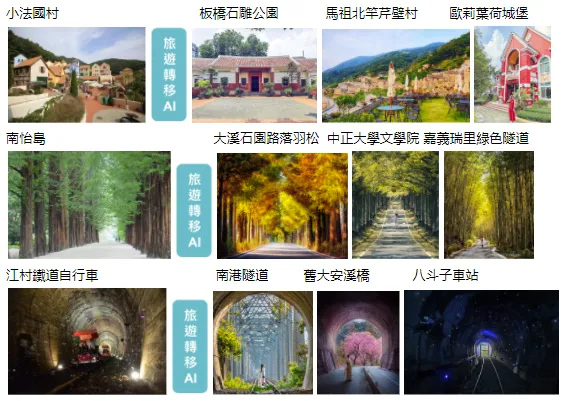 小法國村
板橋石雕公園
馬祖北竿芹壁村
歐莉葉荷城堡
旅遊轉移AI
南怡島
大溪石園路落羽松
中正大學文學院
嘉義瑞里綠色隧道
旅遊轉移AI
江村鐵道自行車
南港隧道
舊大安溪橋
八斗子車站
旅遊轉移AI